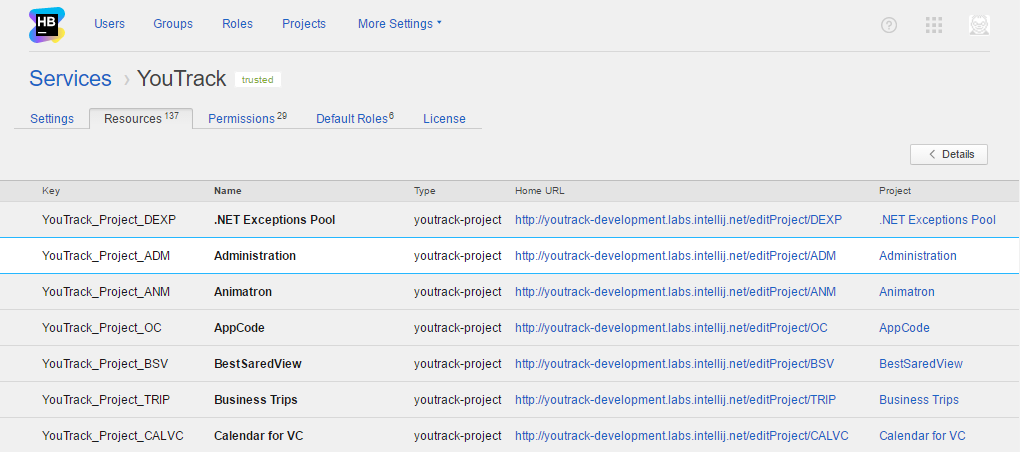 HB Users Groups Roles Projects More Settings
Services › YouTrack trusted
Settings Resources 137 Permissions 29 Default Roles 6 License
Details
Key Name Type Home URL Project
YouTrack_Project_DEXP .NET Exceptions Pool youtrack-project http://youtrack-development.labs.intellij.net/editProject/DEXP .NET Exceptions Pool
YouTrack_Project_ADM Administration youtrack-project http://youtrack-development.labs.intellij.net/editProject/ADM Administration
YouTrack_Project_ANM Animatron youtrack-project http://youtrack-development.labs.intellij.net/editProject/ANM Animatron
YouTrack_Project_OC AppCode youtrack-project http://youtrack-development.labs.intellij.net/editProject/OC AppCode
YouTrack_Project_BSV BestSaredView youtrack-project http://youtrack-development.labs.intellij.net/editProject/BSV BestSaredView
YouTrack_Project_TRIP Business Trips youtrack-project http://youtrack-development.labs.intellij.net/editProject/TRIP Business Trips
YouTrack_Project_CALVC Calendar for VC youtrack-project http://youtrack-development.labs.intellij.net/editProject/CALVC Calendar for VC